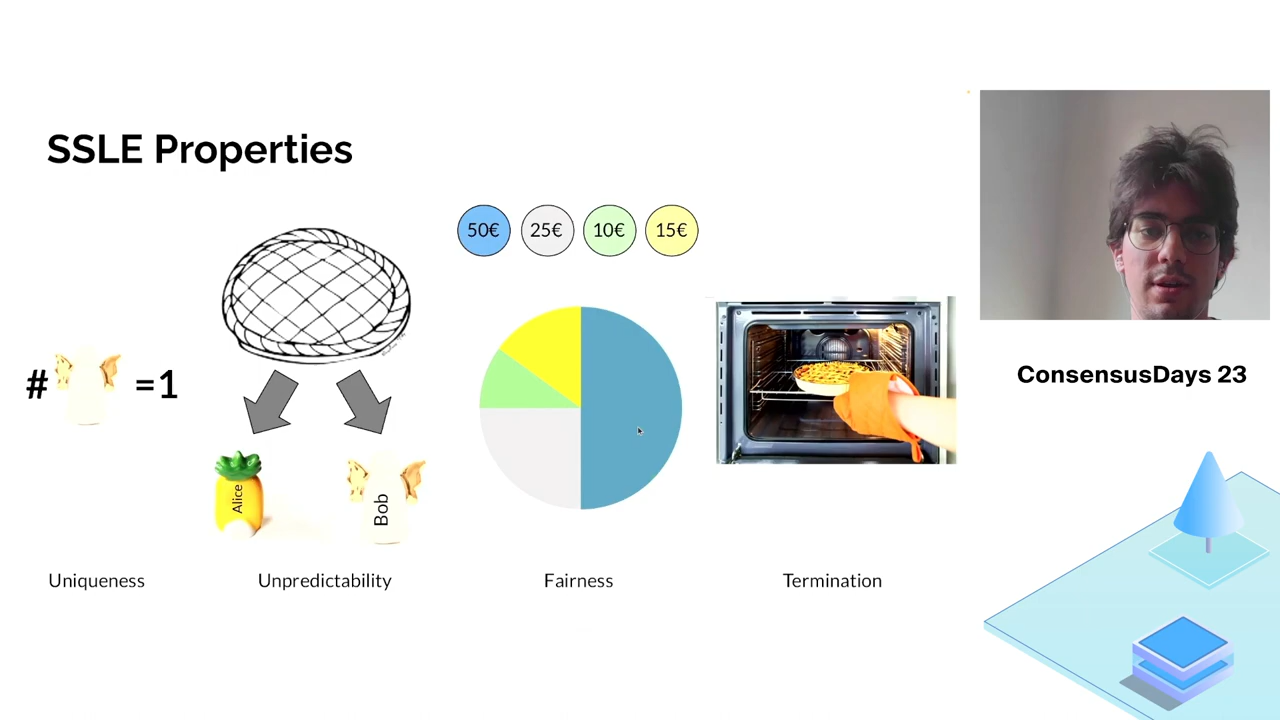 SSLE Properties
50€ 25€ 10€ 15€
# =1
Alice
Bob
Uniqueness
Unpredictability
Fairness
Termination
ConsensusDays 23